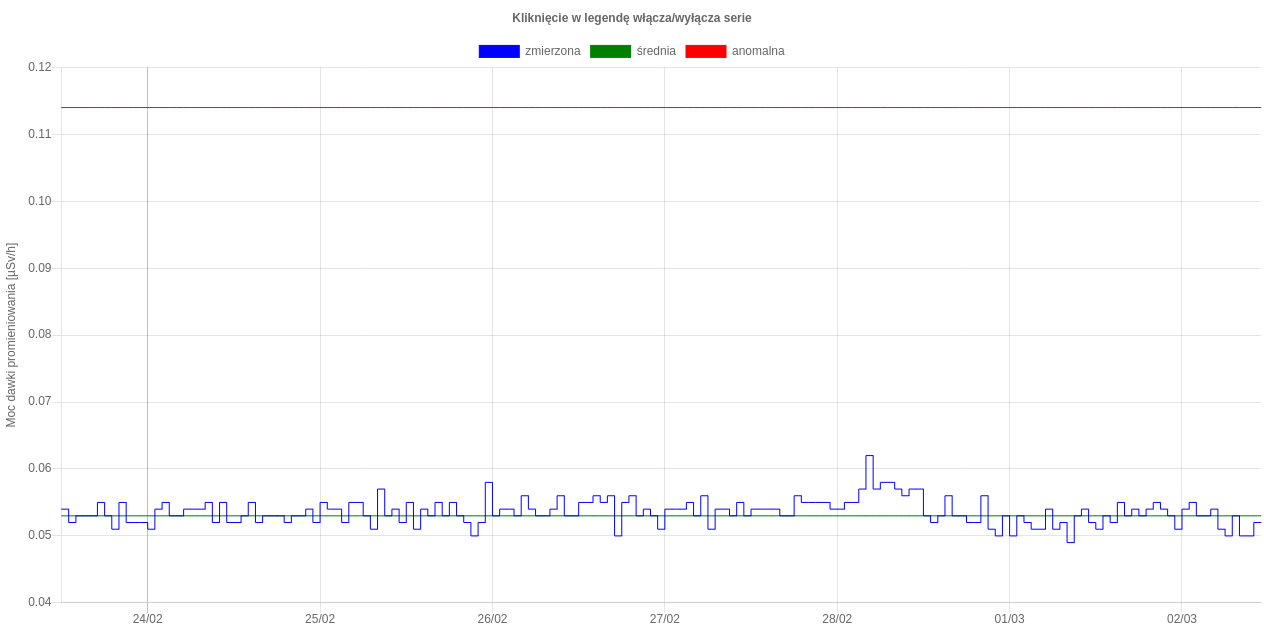 Kliknięcie w legendę włącza/wyłącza serie
zmierzona średnia anomalna
Moc dawki promieniowania [µSv/h]
0.12
0.11
0.10
0.09
0.08
0.07
0.06
0.05
0.04
24/02 25/02 26/02 27/02 28/02 01/03 02/03